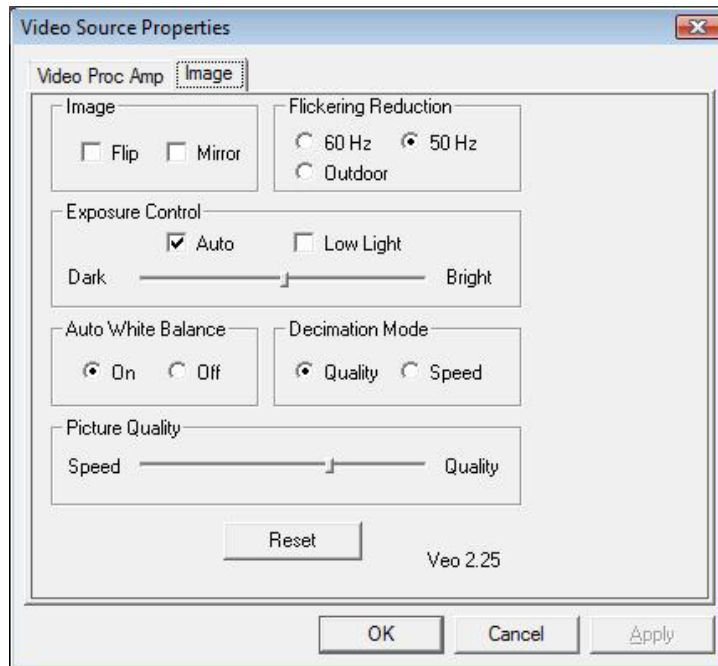 Video Source Properties
Video Proc Amp Image
Image
Flip Mirror
Flickering Reduction
60 Hz 50 Hz
Outdoor
Exposure Control
Auto Low Light
Dark Bright
Auto White Balance
On Off
Decimation Mode
Quality Speed
Picture Quality
Speed Quality
Reset
Veo 2.25
OK Cancel Apply